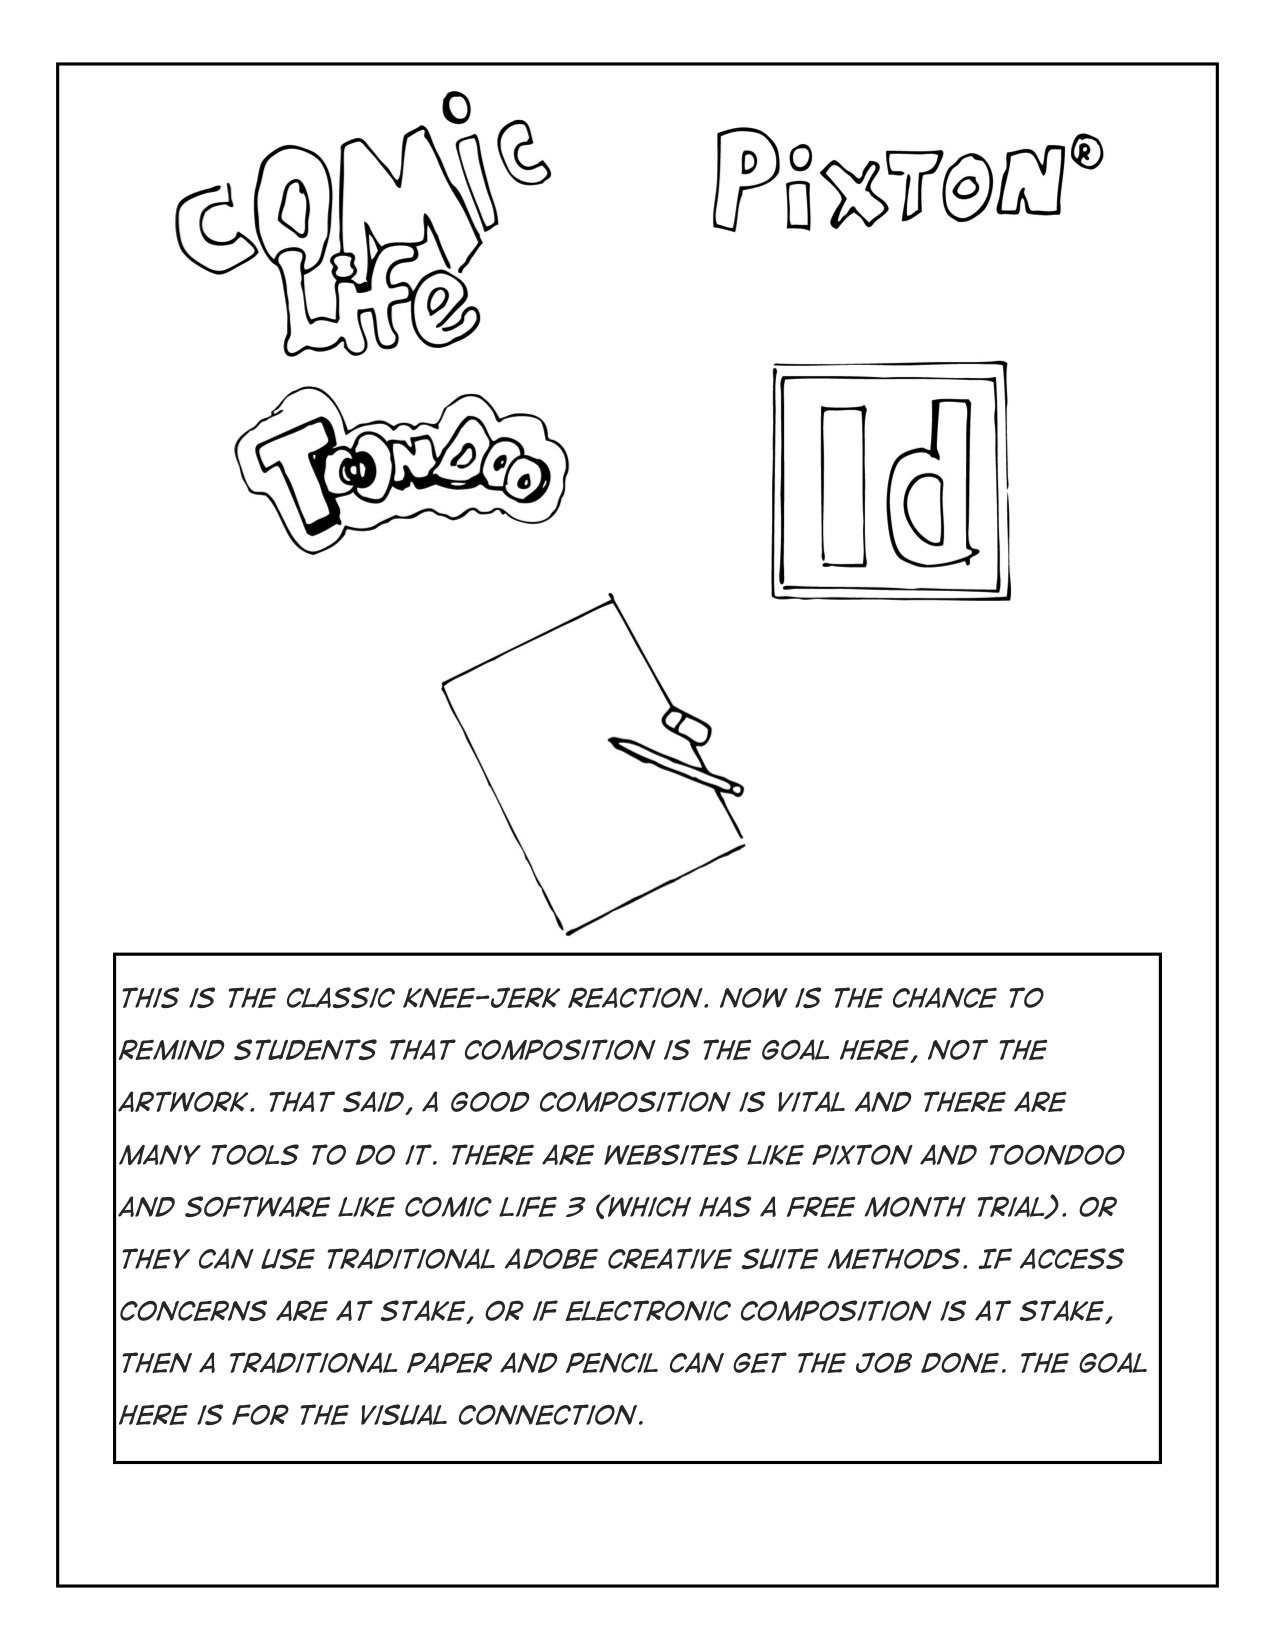 COMIC
LIFE
PIXTON®
TOONDOO
Id
THIS IS THE CLASSIC KNEE-JERK REACTION. NOW IS THE CHANCE TO
REMIND STUDENTS THAT COMPOSITION IS THE GOAL HERE, NOT THE
ARTWORK. THAT SAID, A GOOD COMPOSITION IS VITAL AND THERE ARE
MANY TOOLS TO DO IT. THERE ARE WEBSITES LIKE PIXTON AND TOONDOO
AND SOFTWARE LIKE COMIC LIFE 3 (WHICH HAS A FREE MONTH TRIAL). OR
THEY CAN USE TRADITIONAL ADOBE CREATIVE SUITE METHODS. IF ACCESS
CONCERNS ARE AT STAKE, OR IF ELECTRONIC COMPOSITION IS AT STAKE,
THEN A TRADITIONAL PAPER AND PENCIL CAN GET THE JOB DONE. THE GOAL
HERE IS FOR THE VISUAL CONNECTION.